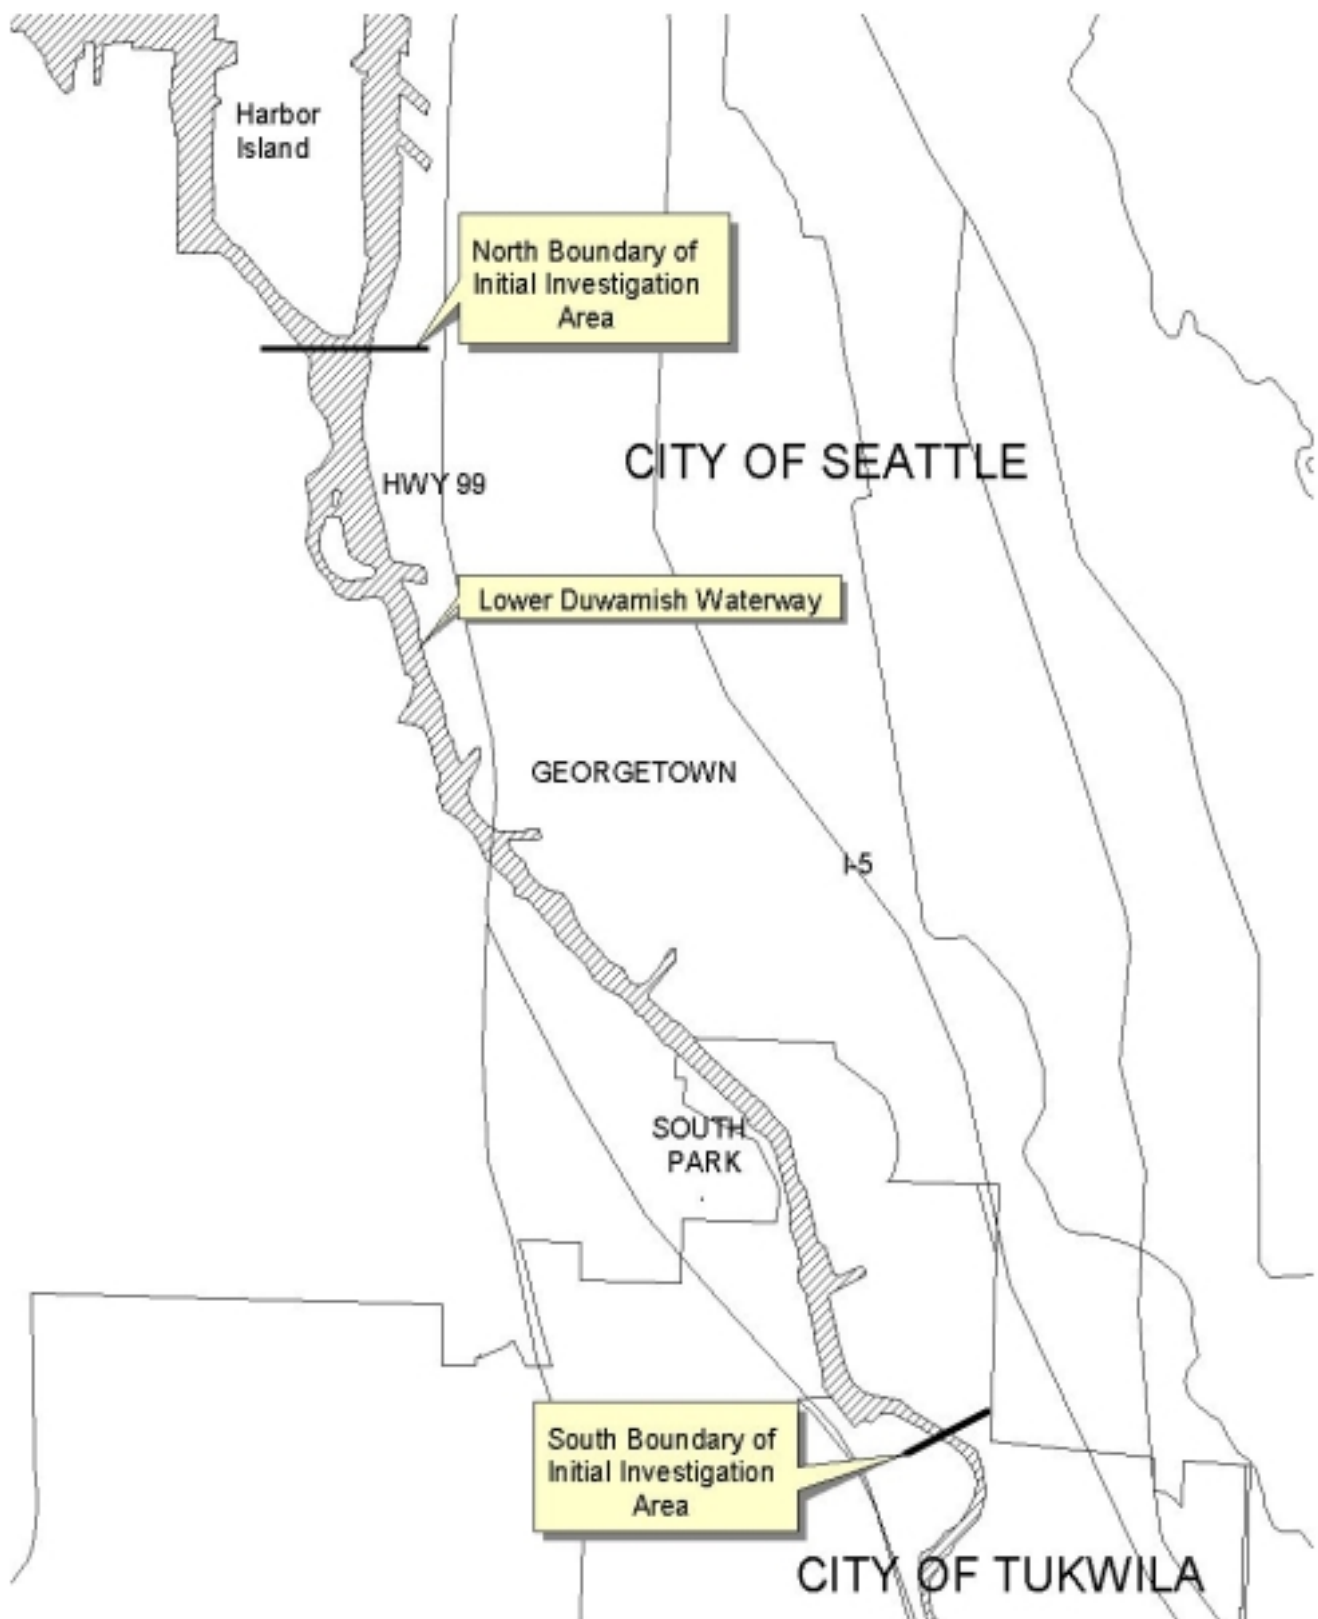 Harbor
Island
North Boundary of
Initial Investigation
Area
CITY OF SEATTLE
HWY 99
Lower Duwamish Waterway
GEORGETOWN
I-5
SOUTH
PARK
South Boundary of
Initial Investigation
Area
CITY OF TUKWILA